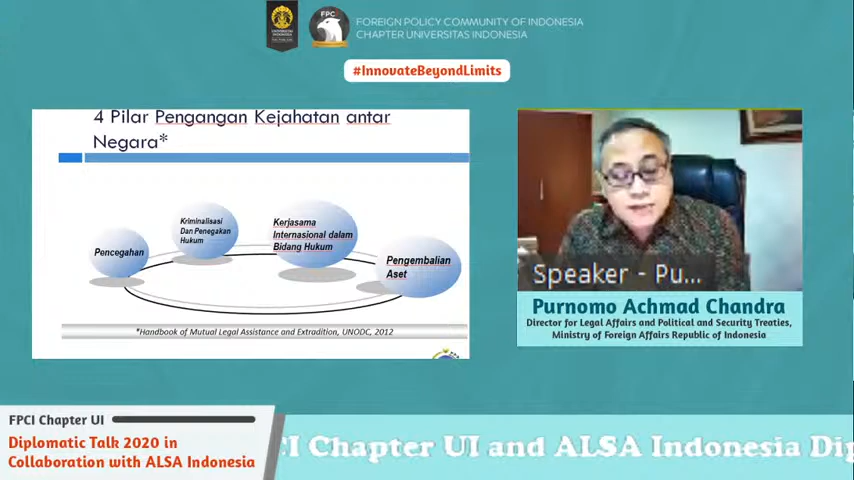 FPC
FOREIGN POLICY COMMUNITY OF INDONESIA
CHAPTER UNIVERSITAS INDONESIA
#InnovateBeyondLimits
4 Pilar Pengangan Kejahatan antar
Negara*
Pencegahan
Kriminalisasi
Dan Penegakan
Hukum
Kerjasama
Internasional dalam
Bidang Hukum
Pengembalian
Aset
*Handbook of Mutual Legal Assistance and Extradition, UNODC, 2012
Speaker - Pu...
Purnomo Achmad Chandra
Director for Legal Affairs and Political and Security Treaties,
Ministry of Foreign Affairs Republic of Indonesia
FPCI Chapter UI
Diplomatic Talk 2020 in
Collaboration with ALSA Indonesia
CI Chapter UI and ALSA Indonesia Dip